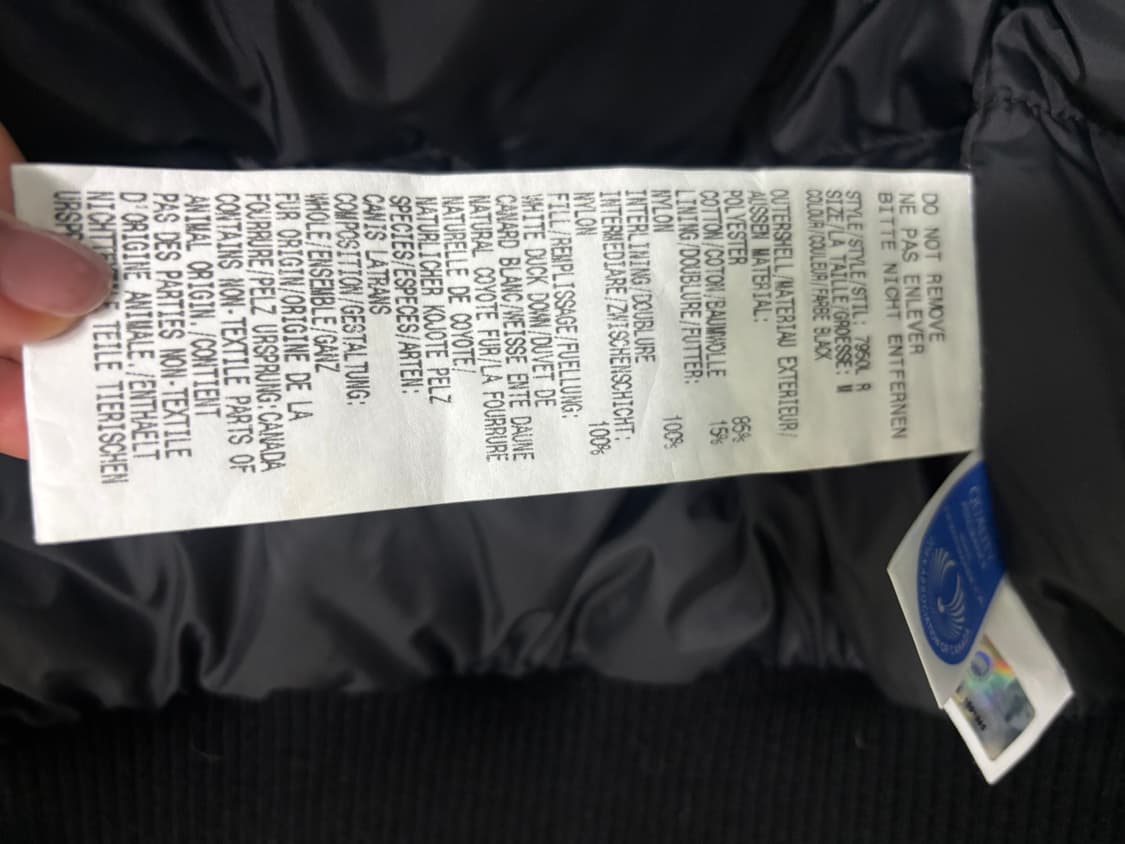 DO NOT REMOVE
NE PAS ENLEVER
BITTE NICHT ENTFERNEN
STYLE/STYLE/STIL: 7950L R
SIZE/LA TAILLE/GROESSE: M
COLOUR/COULEUR/FARBE BLACK
OUTERSHELL/MATERIAU EXTERIEUR/
AUSSEN MATERIAL:
POLYESTER 85%
COTTON/COTON/BAUMWOLLE 15%
LINING/DOUBLURE/FUTTER:
NYLON 100%
INTERLINING/DOUBLURE
INTERMEDIARE/ZWISCHENSCHICHT:
NYLON 100%
FILL/REMPLISSAGE/FUELLUNG:
WHITE DUCK DOWN/DUVET DE
CANARD BLANC/WEISSE ENTE DAUNE
NATURAL COYOTE FUR/LA FOURRURE
NATURELLE DE COYOTE/
NATURLICHER KOJOTE PELZ
SPECIES/ESPECES/ARTEN:
CANIS LATRANS
COMPOSITION/GESTALTUNG:
WHOLE/ENSEMBLE/GANZ
FUR ORIGIN/ORIGINE DE LA
FOURRURE/PELZ URSPRUNG:CANADA
CONTAINS NON-TEXTILE PARTS OF
ANIMAL ORIGIN./CONTIENT
PAS DES PARTIES NON-TEXTILE
D'ORIGINE ANIMALE./ENTHAELT
TEILE TIERISCHEN
QUALITY